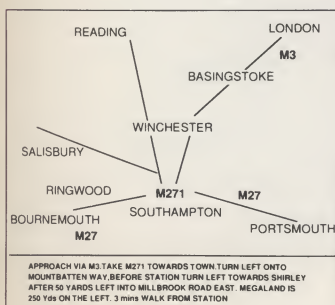 READING
LONDON
M3
BASINGSTOKE
WINCHESTER
SALISBURY
RINGWOOD
M271
M27
BOURNEMOUTH
SOUTHAMPTON
M27
PORTSMOUTH
APPROACH VIA M3.TAKE M271 TOWARDS TOWN.TURN LEFT ONTO
MOUNTBATTEN WAY,BEFORE STATION TURN LEFT TOWARDS SHIRLEY
AFTER 50 YARDS LEFT INTO MILLBROOK ROAD EAST. MEGALAND IS
250 Yds ON THE LEFT. 3 mins WALK FROM STATION